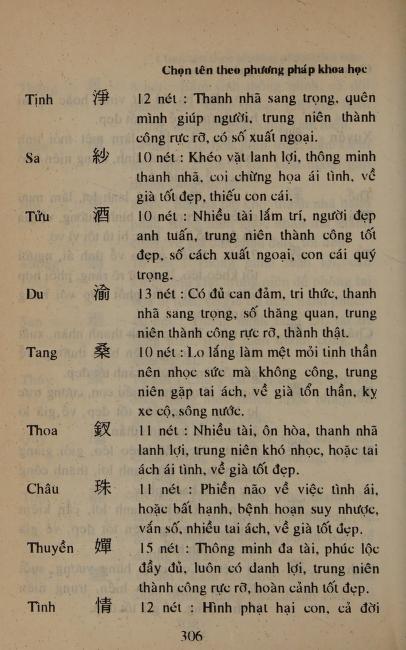 Chọn tên theo phương pháp khoa học
Tịnh 淨 12 nét : Thanh nhã sang trọng, quên
mình giúp người, trung niên thành
công rực rỡ, có số xuất ngoại.
Sa 紗 10 nét : Khéo vặt lanh lợi, thông minh
thanh nhã, coi chừng họa ái tình, về
già tốt đẹp, thiếu con cái.
Tửu 酒 10 nét : Nhiều tài lắm trí, người đẹp
anh tuấn, trung niên thành công tốt
đẹp, số cách xuất ngoại, con cái quý
trọng.
Du 渝 13 nét : Có đủ can đảm, tri thức, thanh
nhã sang trọng, số thăng quan, trung
niên thành công rực rỡ, thành thật.
Tang 桑 10 nét : Lo lắng làm mệt mỏi tinh thần
nên nhọc sức mà không công, trung
niên gặp tai ách, về già tổn thần, kỵ
xe cộ, sông nước.
Thoa 釵 11 nét : Nhiều tài, ôn hòa, thanh nhã
lanh lợi, trung niên khó nhọc, hoặc tai
ách ái tình, về già tốt đẹp.
Châu 珠 11 nét : Phiền não về việc tình ái,
hoặc bất hạnh, bệnh hoạn suy nhược,
vắn số, nhiều tai ách, về già tốt đẹp.
Thuyền 嬋 15 nét : Thông minh đa tài, phúc lộc
đầy đủ, luôn có danh lợi, trung niên
thành công rực rỡ, hoàn cảnh tốt đẹp.
Tình 情 12 nét : Hình phạt hại con, cả đời
306